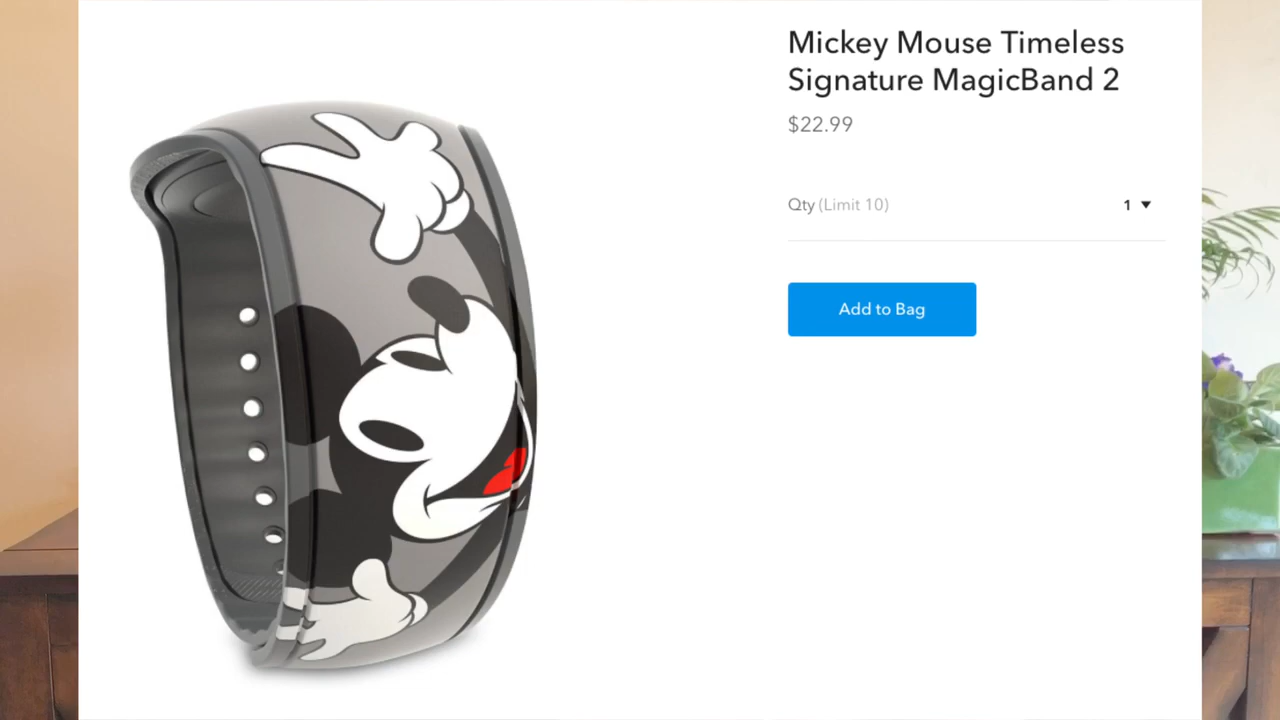 Mickey Mouse Timeless
Signature MagicBand 2
$22.99
Qty (Limit 10)
1
Add to Bag